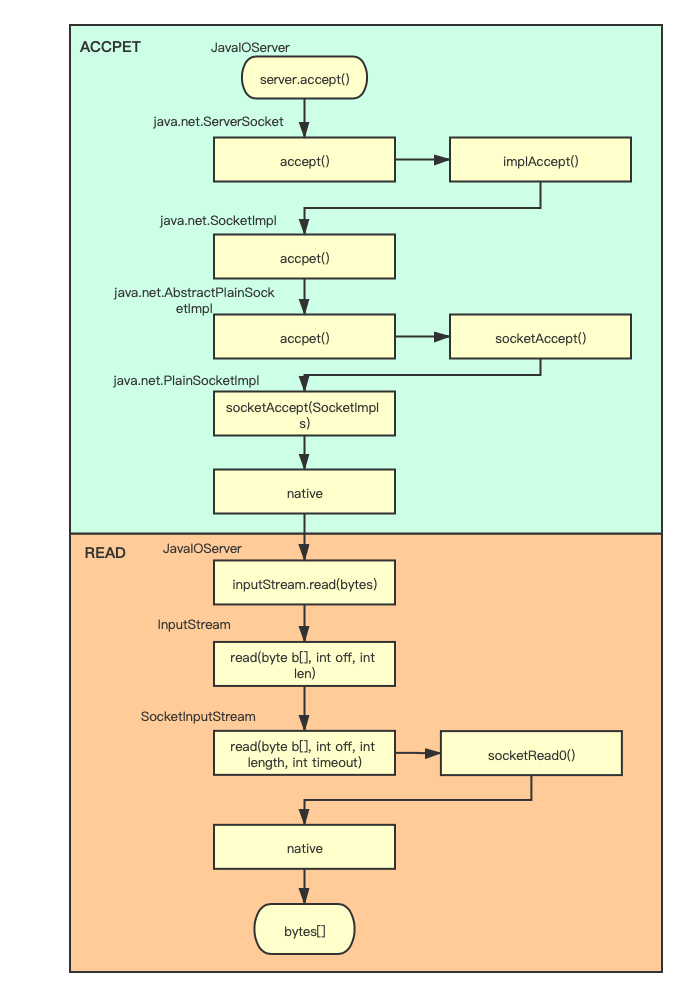 ACCPET
JavaIOServer
server.accept()
java.net.ServerSocket
accept()
implAccept()
java.net.SocketImpl
accpet()
java.net.AbstractPlainSock
etImpl
accpet()
socketAccept()
java.net.PlainSocketImpl
socketAccept(SocketImpl
s)
native
READ
JavaIOServer
inputStream.read(bytes)
InputStream
read(byte b[], int off, int
len)
SocketInputStream
read(byte b[], int off, int
length, int timeout)
socketRead0()
native
bytes[]